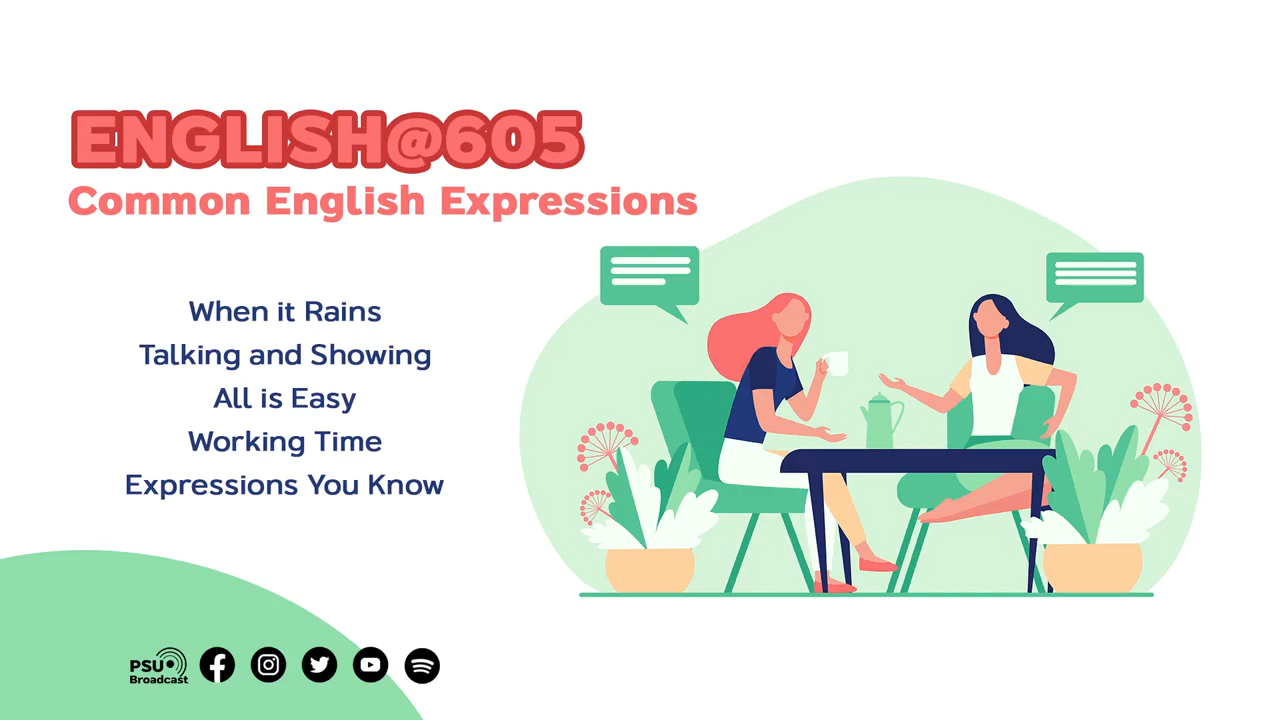 ENGLISH@605
Common English Expressions
When it Rains
Talking and Showing
All is Easy
Working Time
Expressions You Know
PSU
Broadcast